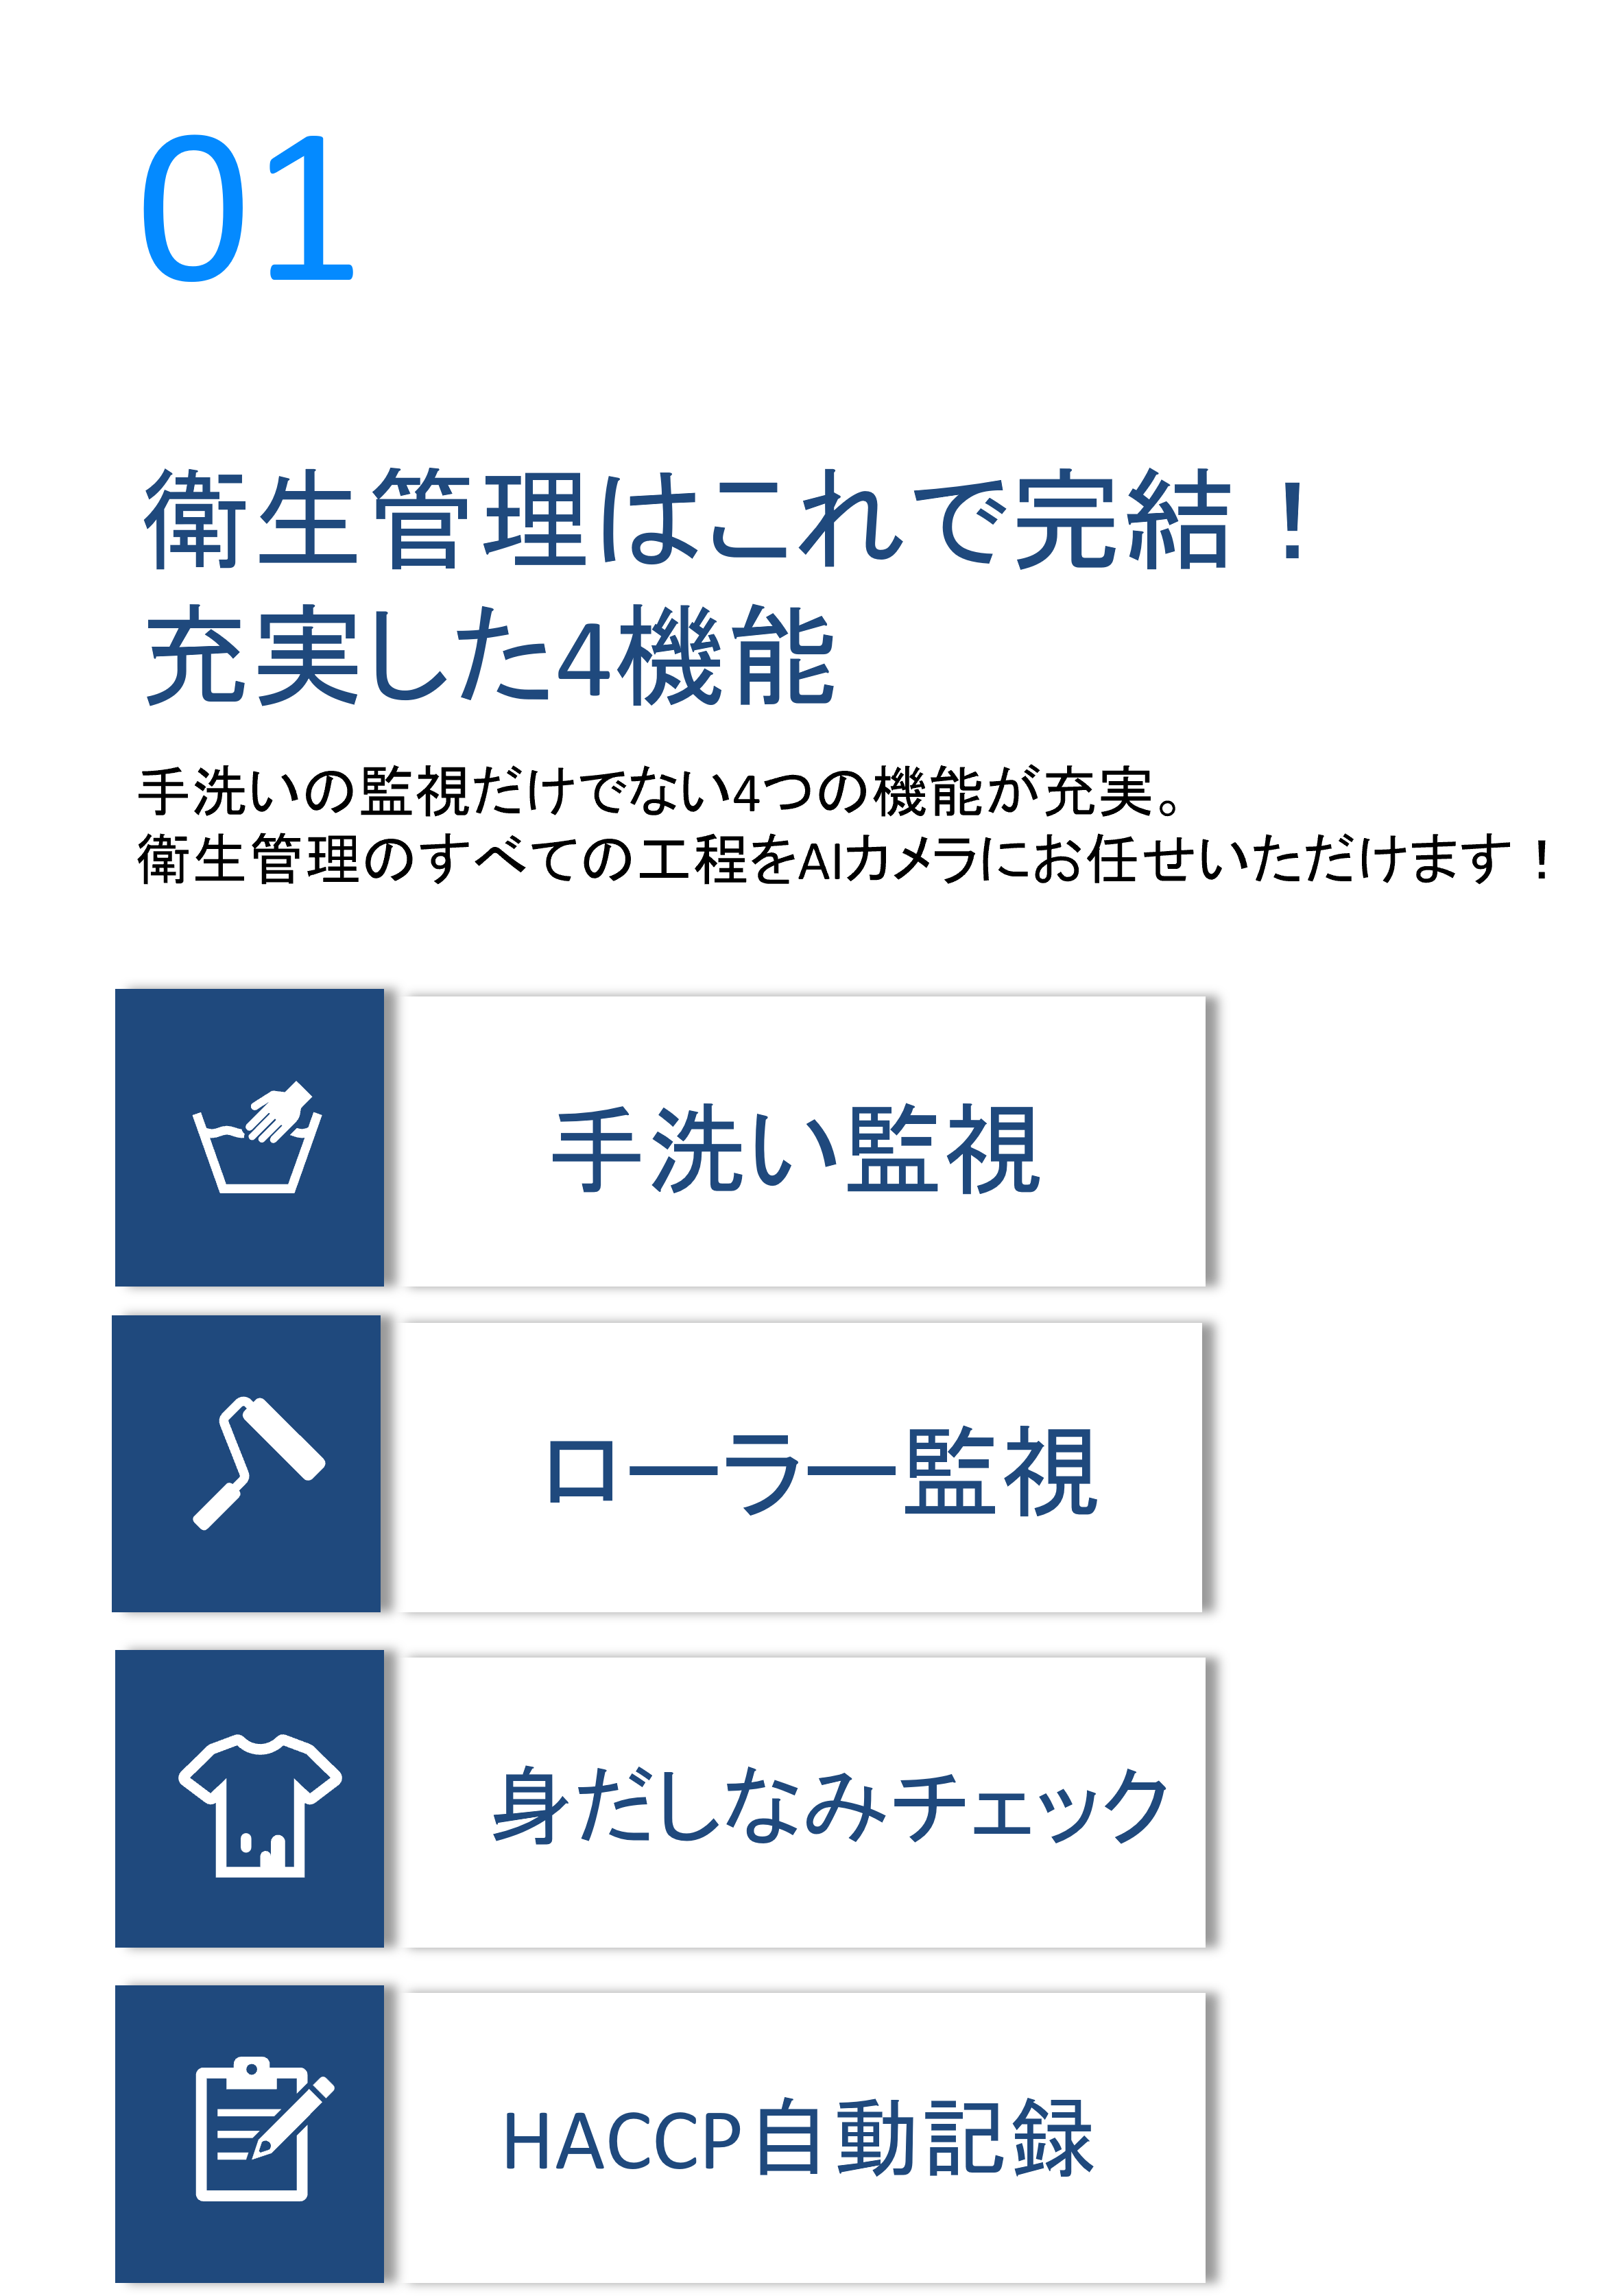 01
衛生管理はこれで完結！
充実した4機能
手洗いの監視だけでない4つの機能が充実。
衛生管理のすべての工程をAIカメラにお任せいただけます！
手洗い監視
ローラー監視
身だしなみチェック
HACCP自動記録